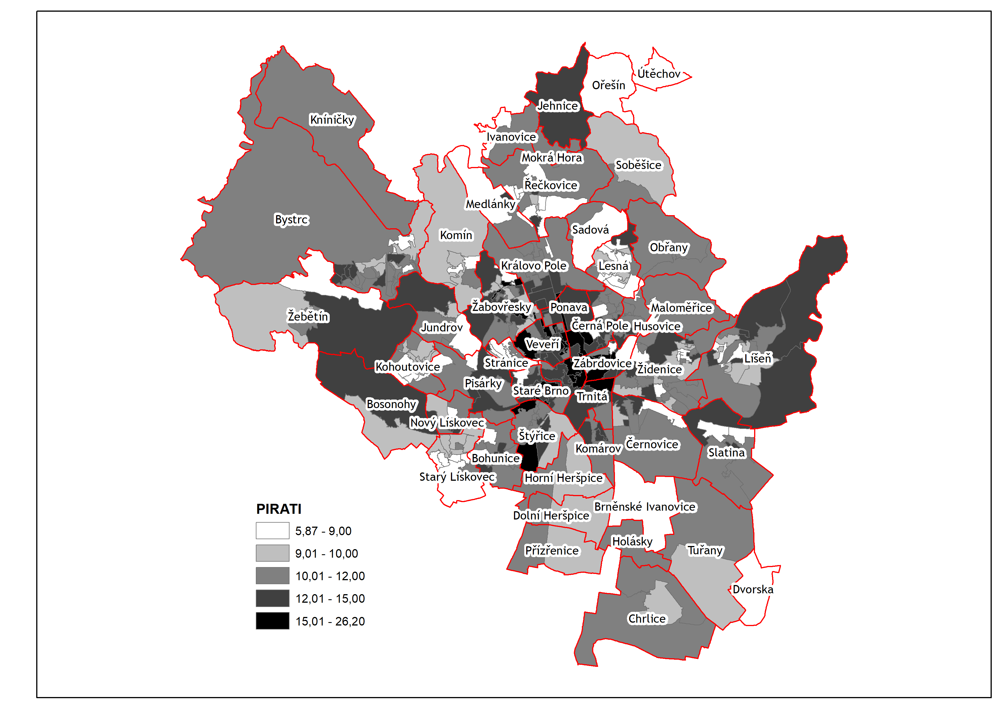 Útěchov
Ořešín
Jehnice
Kníničky
Ivanovice
Mokrá Hora
Soběšice
Řečkovice
Medlánky
Bystrc
Sadová
Komín
Obřany
Královo Pole
Lesná
Žabovřesky
Ponava
Maloměřice
Žebětín
Jundrov
Černá Pole
Husovice
Veveří
Líšeň
Stránice
Zábrdovice
Kohoutovice
Židenice
Pisárky
Staré Brno
Trnitá
Bosonohy
Nový Lískovec
Štýřice
Černovice
Komárov
Slatina
Bohunice
Starý Lískovec
Horní Heršpice
Brněnské Ivanovice
Dolní Heršpice
Holásky
Přízřenice
Tuřany
Dvorska
Chrlice
PIRATI
5,87 - 9,00
9,01 - 10,00
10,01 - 12,00
12,01 - 15,00
15,01 - 26,20